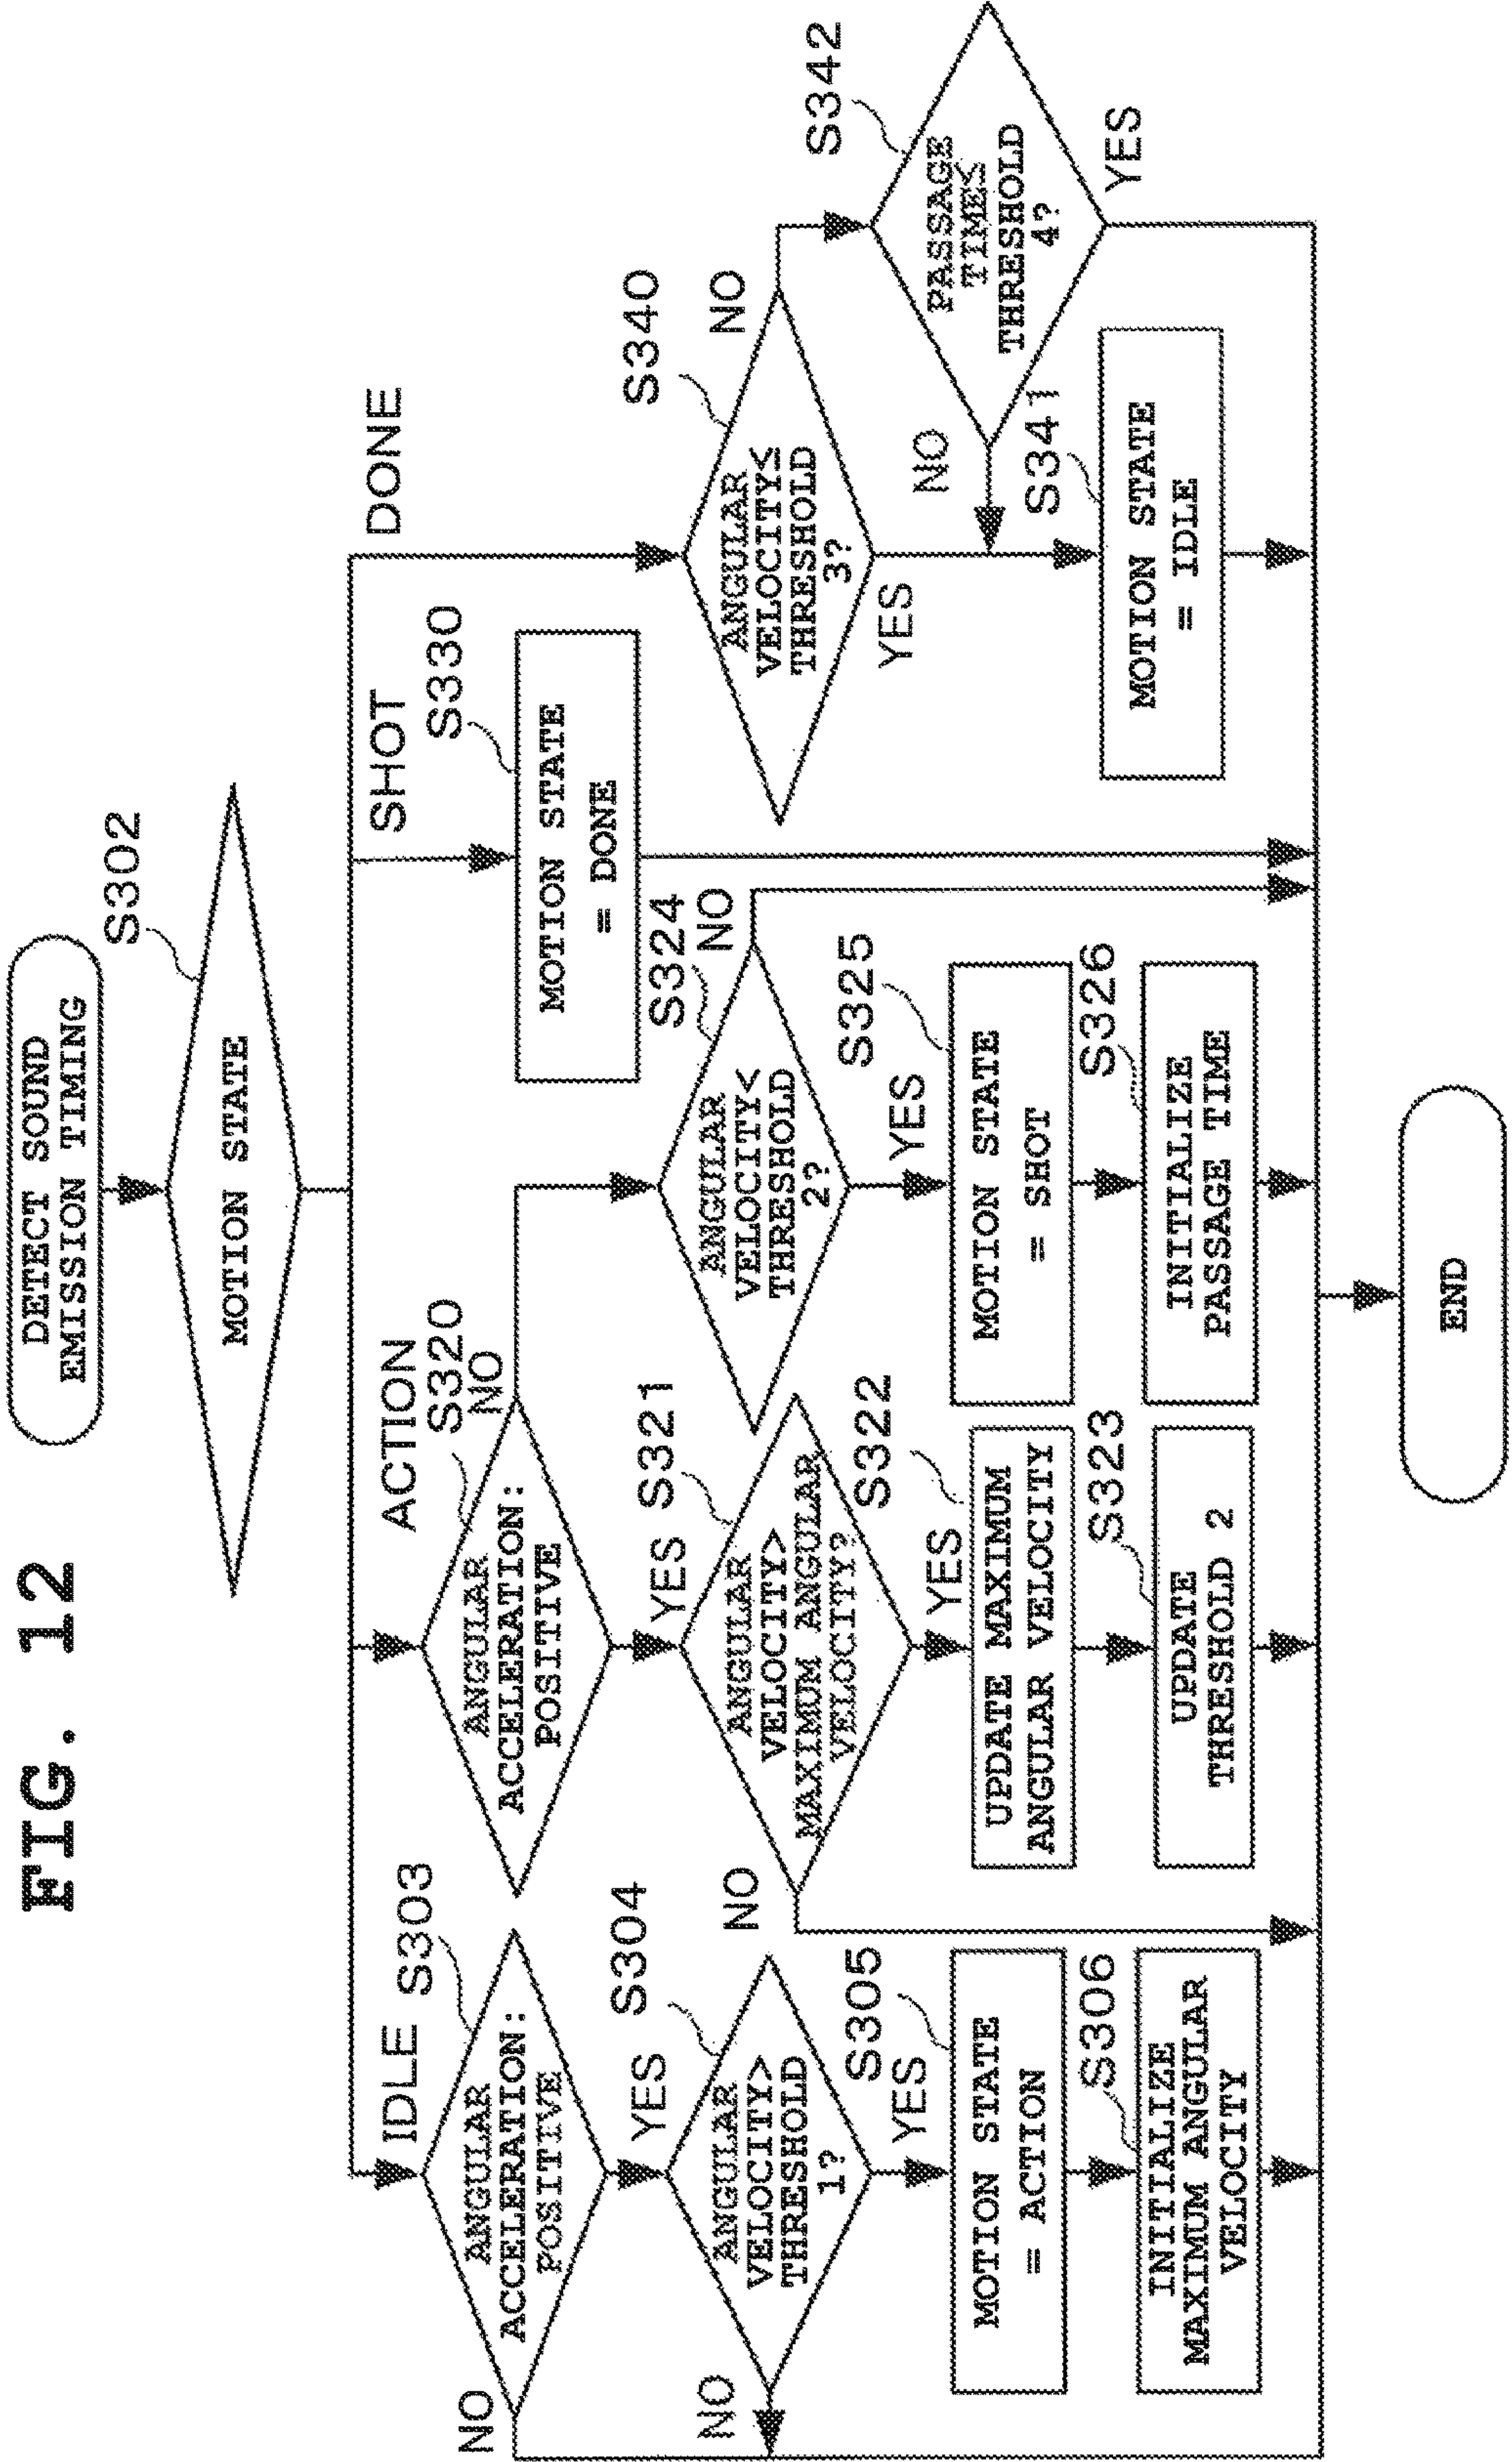 FIG. 12
DETECT SOUND
EMISSION TIMING
S302
MOTION STATE
IDLE
S303
ANGULAR
ACCELERATION:
POSITIVE
NO
YES
S304
ANGULAR
VELOCITY>
THRESHOLD
1?
NO
YES
S305
MOTION STATE
= ACTION
S306
INITIALIZE
MAXIMUM ANGULAR
VELOCITY
ACTION
S320
ANGULAR
ACCELERATION:
POSITIVE
NO
YES
S321
ANGULAR
VELOCITY>
MAXIMUM ANGULAR
VELOCITY?
NO
YES
S322
UPDATE MAXIMUM
ANGULAR VELOCITY
S323
UPDATE
THRESHOLD 2
S324
ANGULAR
VELOCITY<
THRESHOLD
2?
NO
YES
S325
MOTION STATE
= SHOT
S326
INITIALIZE
PASSAGE TIME
SHOT
S330
MOTION STATE
= DONE
DONE
S340
ANGULAR
VELOCITY≤
THRESHOLD
3?
NO
YES
S342
PASSAGE
TIME≤
THRESHOLD
4?
NO
YES
S341
MOTION STATE
= IDLE
END